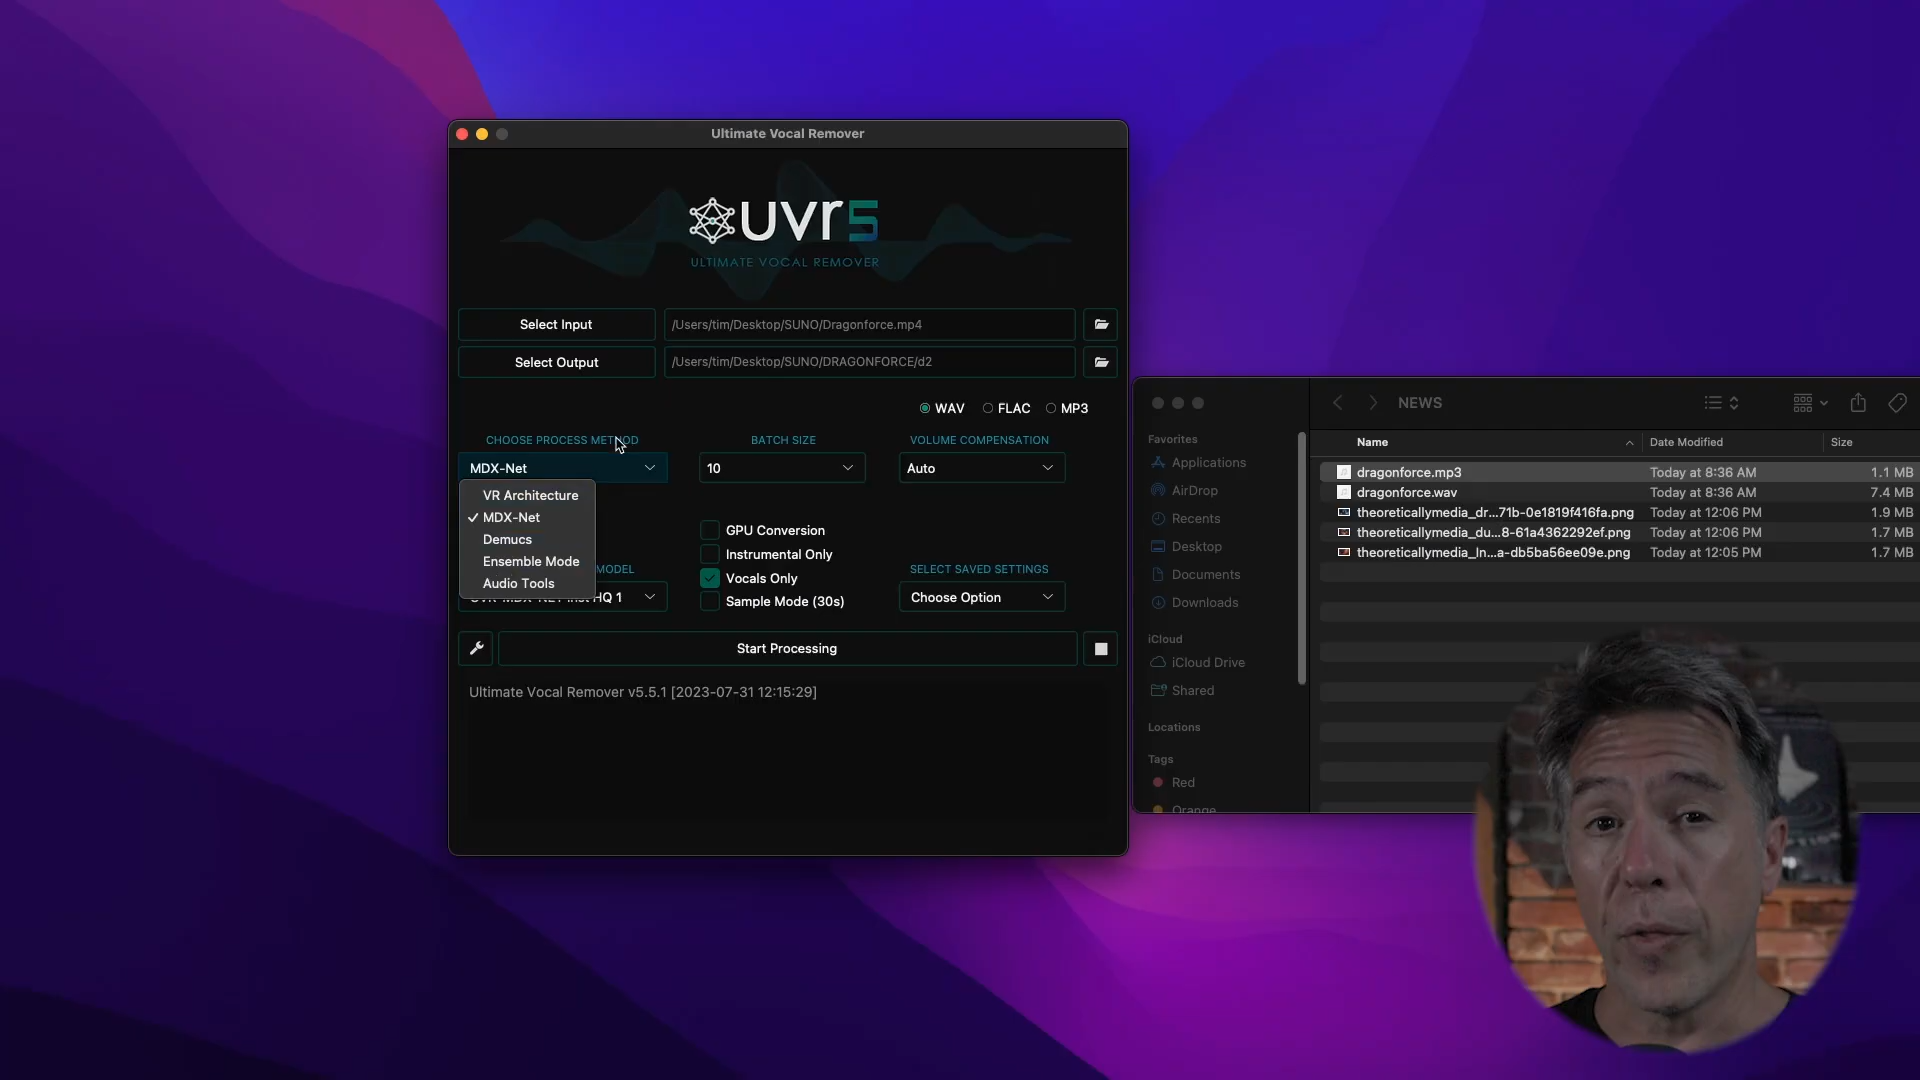 Ultimate Vocal Remover
uvr5
ULTIMATE VOCAL REMOVER
Select Input
/Users/tim/Desktop/SUNO/Dragonforce.mp4
Select Output
/Users/tim/Desktop/SUNO/DRAGONFORCE/d2
WAV
FLAC
MP3
CHOOSE PROCESS METHOD
BATCH SIZE
VOLUME COMPENSATION
MDX-Net
10
Auto
VR Architecture
MDX-Net
Demucs
Ensemble Mode
Audio Tools
GPU Conversion
Instrumental Only
Vocals Only
Sample Mode (30s)
MODEL
HQ 1
SELECT SAVED SETTINGS
Choose Option
Start Processing
Ultimate Vocal Remover v5.5.1 [2023-07-31 12:15:29]
NEWS
Favorites
Applications
AirDrop
Recents
Desktop
Documents
Downloads
iCloud
iCloud Drive
Shared
Locations
Tags
Red
Orange
Name Date Modified Size
dragonforce.mp3 Today at 8:36 AM 1.1 MB
dragonforce.wav Today at 8:36 AM 7.4 MB
theoreticallymedia_dr...71b-0e1819f416fa.png Today at 12:06 PM 1.9 MB
theoreticallymedia_du...8-61a4362292ef.png Today at 12:06 PM 1.7 MB
theoreticallymedia_In...a-db5ba56ee09e.png Today at 12:05 PM 1.7 MB